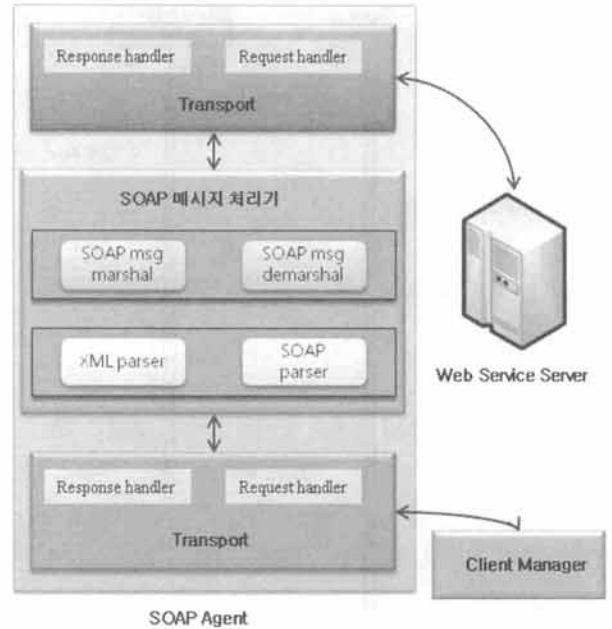 Response handler
Request handler
Transport
SOAP 메시지 처리기
SOAP msg
marshal
SOAP msg
demarshal
XML parser
SOAP
parser
Web Service Server
Response handler
Request handler
Transport
Client Manager
SOAP Agent